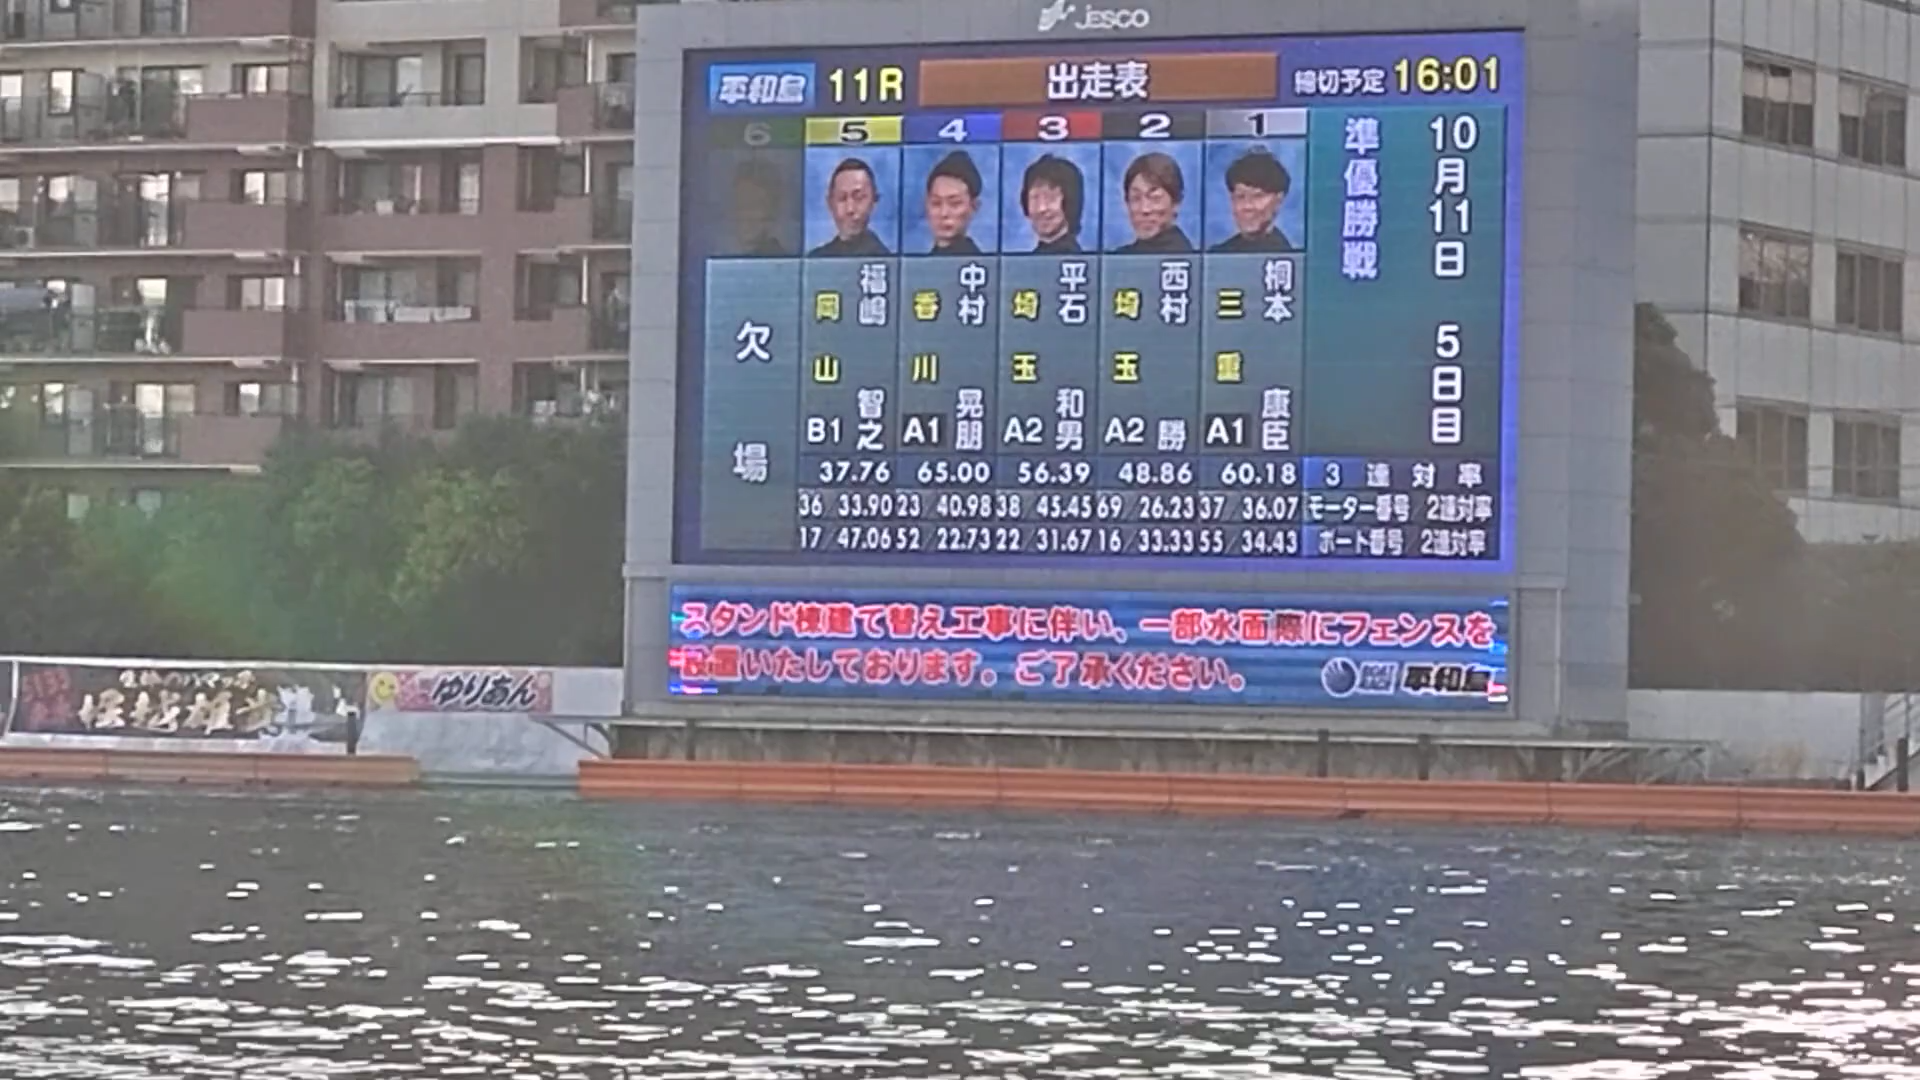 JESCO
平和島 11R 出走表 締切予定 16:01
6 5 4 3 2 1
準優勝戦
10月11日 5日目
欠場
福嶋智之 岡山 B1
中村晃朋 香川 A1
平石和男 埼玉 A2
西村勝 埼玉 A2
桐本康臣 三重 A1
37.76 65.00 56.39 48.86 60.18 3連対率
36 33.90 23 40.98 38 45.45 69 26.23 37 36.07 モーター番号 2連対率
17 47.06 52 22.73 22 31.67 16 33.33 55 34.43 ボート番号 2連対率
スタンド棟建て替え工事に伴い、一部水面際にフェンスを
設置いたしております。ご了承ください。 平和島
ゆりあん